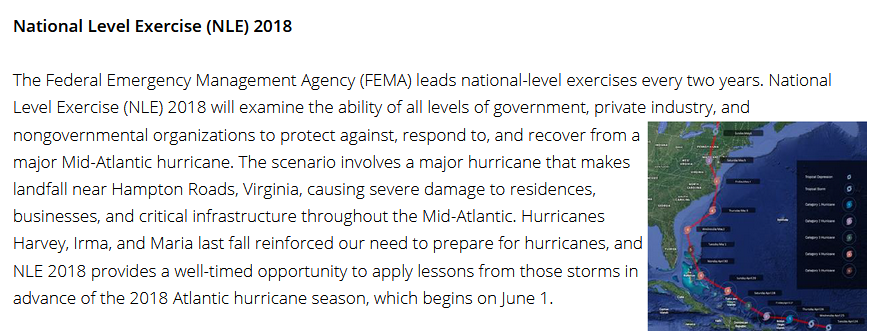 National Level Exercise (NLE) 2018
The Federal Emergency Management Agency (FEMA) leads national-level exercises every two years. National
Level Exercise (NLE) 2018 will examine the ability of all levels of government, private industry, and
nongovernmental organizations to protect against, respond to, and recover from a
major Mid-Atlantic hurricane. The scenario involves a major hurricane that makes
landfall near Hampton Roads, Virginia, causing severe damage to residences,
businesses, and critical infrastructure throughout the Mid-Atlantic. Hurricanes
Harvey, Irma, and Maria last fall reinforced our need to prepare for hurricanes, and
NLE 2018 provides a well-timed opportunity to apply lessons from those storms in
advance of the 2018 Atlantic hurricane season, which begins on June 1.
Tropical Depression
Tropical Storm